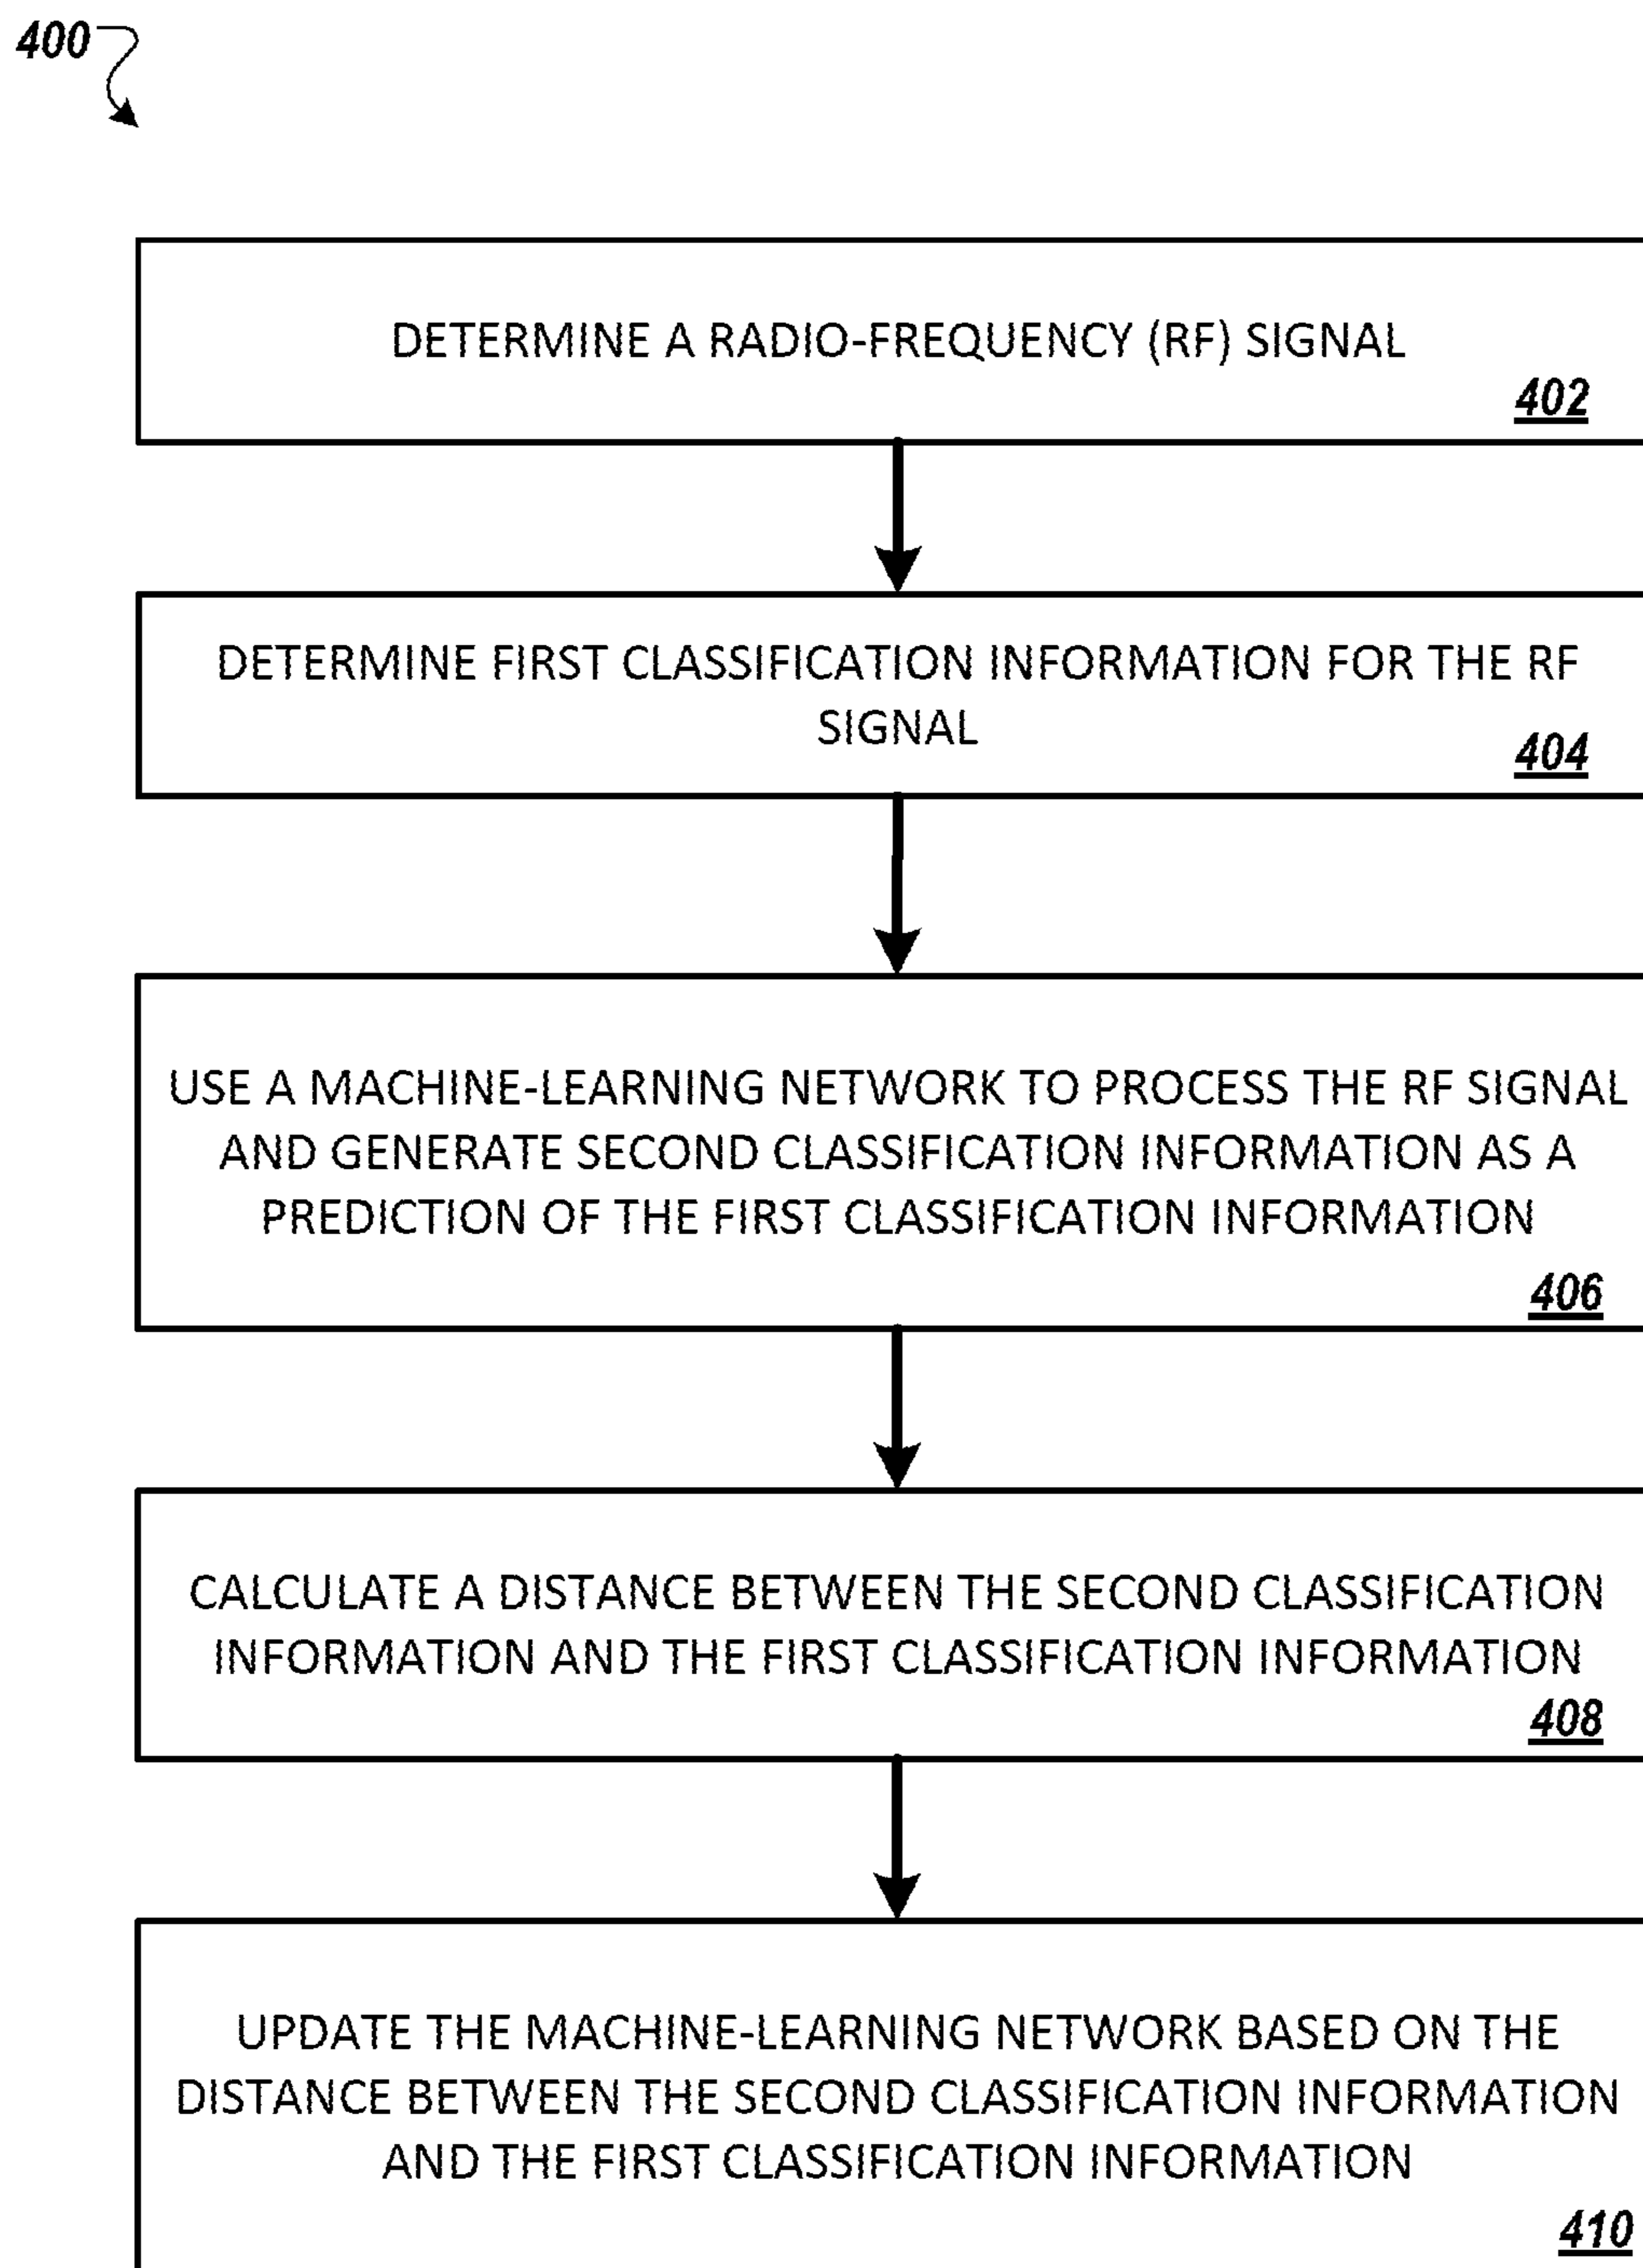 400
DETERMINE A RADIO-FREQUENCY (RF) SIGNAL
402
DETERMINE FIRST CLASSIFICATION INFORMATION FOR THE RF
SIGNAL
404
USE A MACHINE-LEARNING NETWORK TO PROCESS THE RF SIGNAL
AND GENERATE SECOND CLASSIFICATION INFORMATION AS A
PREDICTION OF THE FIRST CLASSIFICATION INFORMATION
406
CALCULATE A DISTANCE BETWEEN THE SECOND CLASSIFICATION
INFORMATION AND THE FIRST CLASSIFICATION INFORMATION
408
UPDATE THE MACHINE-LEARNING NETWORK BASED ON THE
DISTANCE BETWEEN THE SECOND CLASSIFICATION INFORMATION
AND THE FIRST CLASSIFICATION INFORMATION
410